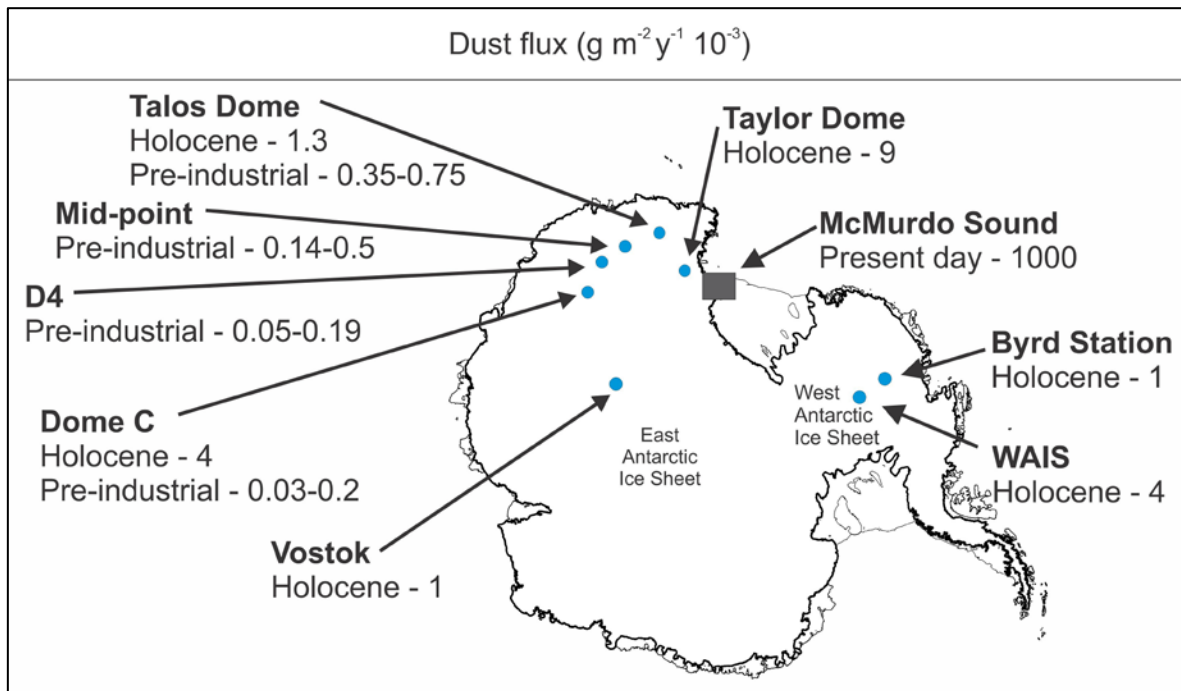 Dust flux (g m⁻² y⁻¹ 10⁻³)
Talos Dome
Holocene - 1.3
Pre-industrial - 0.35-0.75
Taylor Dome
Holocene - 9
Mid-point
Pre-industrial - 0.14-0.5
McMurdo Sound
Present day - 1000
D4
Pre-industrial - 0.05-0.19
Byrd Station
Holocene - 1
Dome C
Holocene - 4
Pre-industrial - 0.03-0.2
West
Antarctic
Ice Sheet
East
Antarctic
Ice Sheet
WAIS
Holocene - 4
Vostok
Holocene - 1